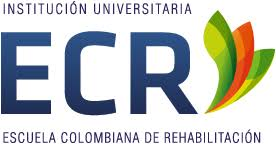 INSTITUCIÓN UNIVERSITARIA
ECR
ESCUELA COLOMBIANA DE REHABILITACIÓN